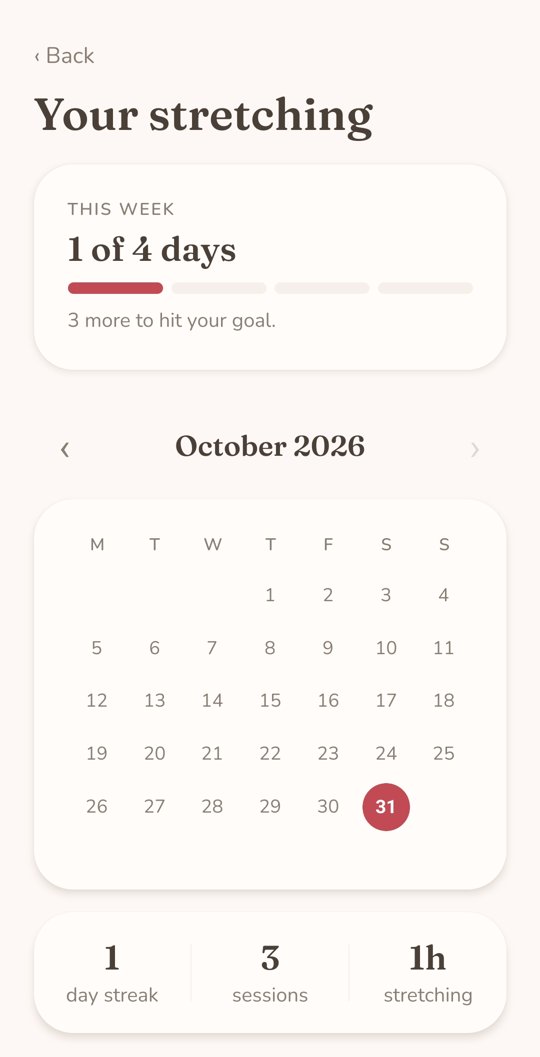 ‹ Back
Your stretching
THIS WEEK
1 of 4 days
3 more to hit your goal.
‹ October 2026 ›
M T W T F S S
1 2 3 4
5 6 7 8 9 10 11
12 13 14 15 16 17 18
19 20 21 22 23 24 25
26 27 28 29 30 31
1 3 1h
day streak sessions stretching